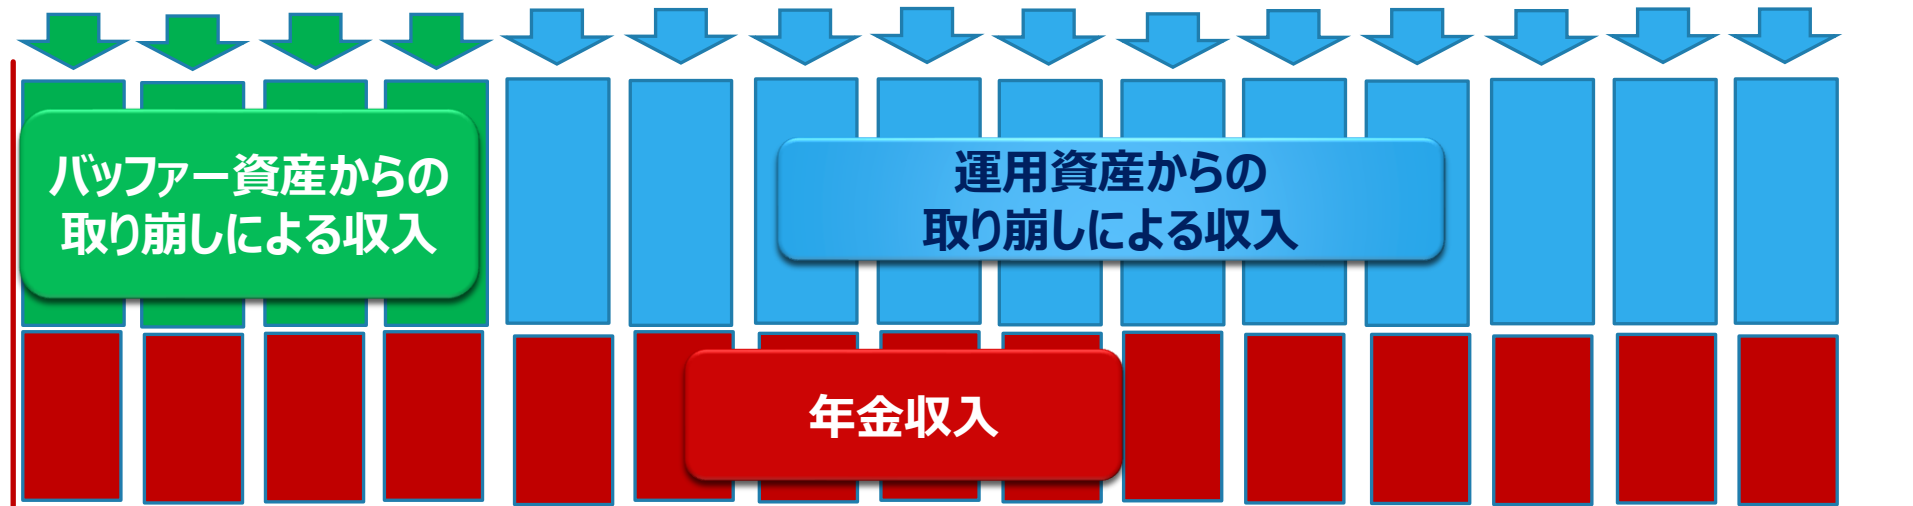 バッファー資産からの
取り崩しによる収入
運用資産からの
取り崩しによる収入
年金収入